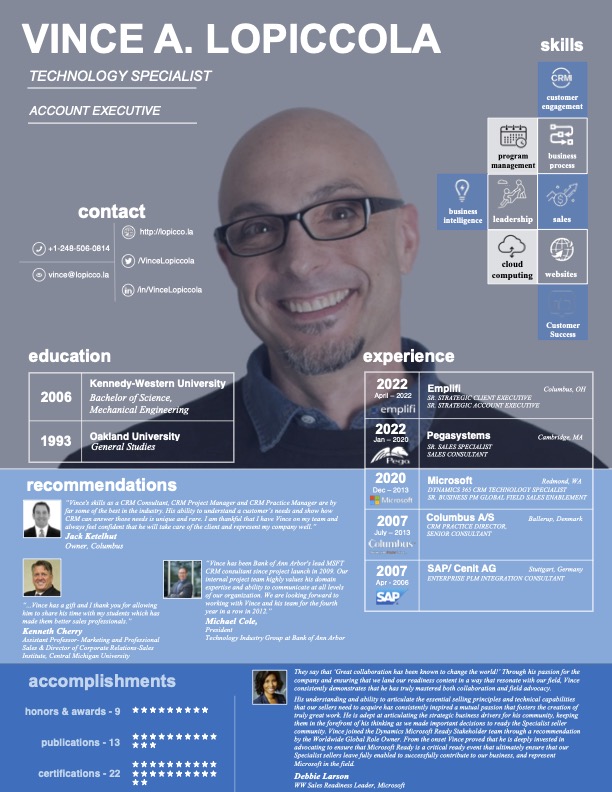 VINCE A. LOPICCOLA
TECHNOLOGY SPECIALIST
ACCOUNT EXECUTIVE
skills
CRM
customer
engagement
program
management
business
process
business
intelligence
leadership
sales
cloud
computing
websites
Customer
Success
contact
http://lopicco.la
+1-248-506-0814
/VinceLopiccola
vince@lopicco.la
/in/VinceLopiccola
education
2006
Kennedy-Western University
Bachelor of Science,
Mechanical Engineering
1993
Oakland University
General Studies
experience
2022
April – 2022
emplifi
Emplifi
Columbus, OH
SR. STRATEGIC CLIENT EXECUTIVE
SR. STRATEGIC ACCOUNT EXECUTIVE
2022
Jan – 2020
Pega
Pegasystems
Cambridge, MA
SR. SALES SPECIALIST
SALES CONSULTANT
2020
Dec – 2013
Microsoft
Microsoft
Redmond, WA
DYNAMICS 365 CRM TECHNOLOGY SPECIALIST
SR. BUSINESS PM GLOBAL FIELD SALES ENABLEMENT
2007
July – 2013
Columbus
Columbus A/S
Ballerup, Denmark
CRM PRACTICE DIRECTOR,
SENIOR CONSULTANT
2007
Apr - 2006
SAP
SAP/ Cenit AG
Stuttgart, Germany
ENTERPRISE PLM INTEGRATION CONSULTANT
recommendations
"Vince's skills as a CRM Consultant, CRM Project Manager and CRM Practice Manager are by
far some of the best in the industry. His ability to understand a customer's needs and show how
CRM can answer those needs is unique and rare. I am thankful that I have Vince on my team and
always feel confident that he will take care of the client and represent my company well."
Jack Ketelhut
Owner, Columbus
"...Vince has a gift and I thank you for allowing
him to share his time with my students which has
made them better sales professionals."
Kenneth Cherry
Assistant Professor- Marketing and Professional
Sales & Director of Corporate Relations-Sales
Institute, Central Michigan University
"Vince has been Bank of Ann Arbor's lead MSFT
CRM consultant since project launch in 2009. Our
internal project team highly values his domain
expertise and ability to communicate at all levels
of our organization. We are looking forward to
working with Vince and his team for the fourth
year in a row in 2012."
Michael Cole,
President
Technology Industry Group at Bank of Ann Arbor
accomplishments
honors & awards - 9
publications - 13
certifications - 22
They say that 'Great collaboration has been known to change the world!' Through his passion for the
company and ensuring that we land our readiness content in a way that resonate with our field, Vince
consistently demonstrates that he has truly mastered both collaboration and field advocacy.
His understanding and ability to articulate the essential selling principles and technical capabilities
that our sellers need to acquire has consistently inspired a mutual passion that fosters the creation of
truly great work. He is adept at articulating the strategic business drivers for his community, keeping
them in the forefront of his thinking as we made important decisions to ready the Specialist seller
community. Vince joined the Dynamics Microsoft Ready Stakeholder team through a recommendation
by the Worldwide Global Role Owner. From the onset Vince proved that he is deeply invested in
advocating to ensure that Microsoft Ready is a critical ready event that ultimately ensure that our
Specialist sellers leave fully enabled to successfully contribute to our business, and represent
Microsoft in the field.
Debbie Larson
WW Sales Readiness Leader, Microsoft